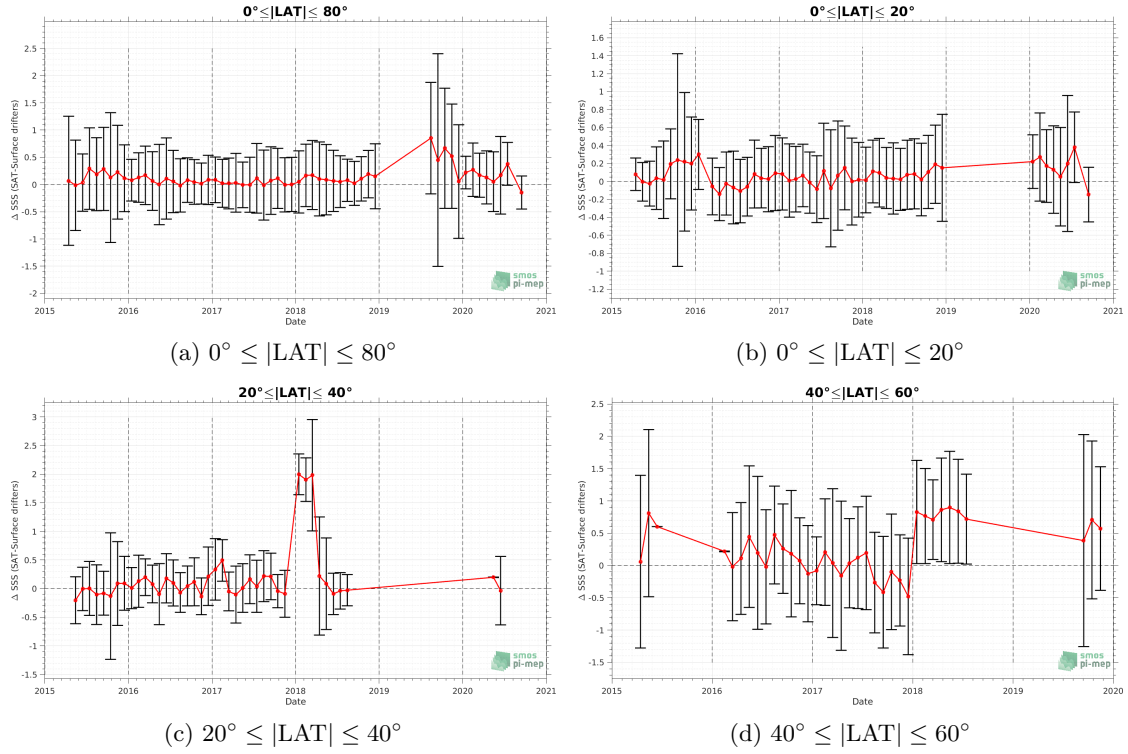 0°≤|LAT|≤ 80°
Δ SSS (SAT-Surface drifters)
2.5
2
1.5
1
0.5
0
-0.5
-1
-1.5
-2
2015 2016 2017 2018 2019 2020 2021
Date
smos
pi-mep
(a) 0° ≤ |LAT| ≤ 80°
0°≤|LAT|≤ 20°
Δ SSS (SAT-Surface drifters)
1.6
1.4
1.2
1
0.8
0.6
0.4
0.2
0
-0.2
-0.4
-0.6
-0.8
-1
-1.2
2015 2016 2017 2018 2019 2020 2021
Date
smos
pi-mep
(b) 0° ≤ |LAT| ≤ 20°
20°≤|LAT|≤ 40°
Δ SSS (SAT-Surface drifters)
3
2.5
2
1.5
1
0.5
0
-0.5
-1
-1.5
2015 2016 2017 2018 2019 2020 2021
Date
smos
pi-mep
(c) 20° ≤ |LAT| ≤ 40°
40°≤|LAT|≤ 60°
Δ SSS (SAT-Surface drifters)
2.5
2
1.5
1
0.5
0
-0.5
-1
-1.5
2015 2016 2017 2018 2019 2020
Date
smos
pi-mep
(d) 40° ≤ |LAT| ≤ 60°